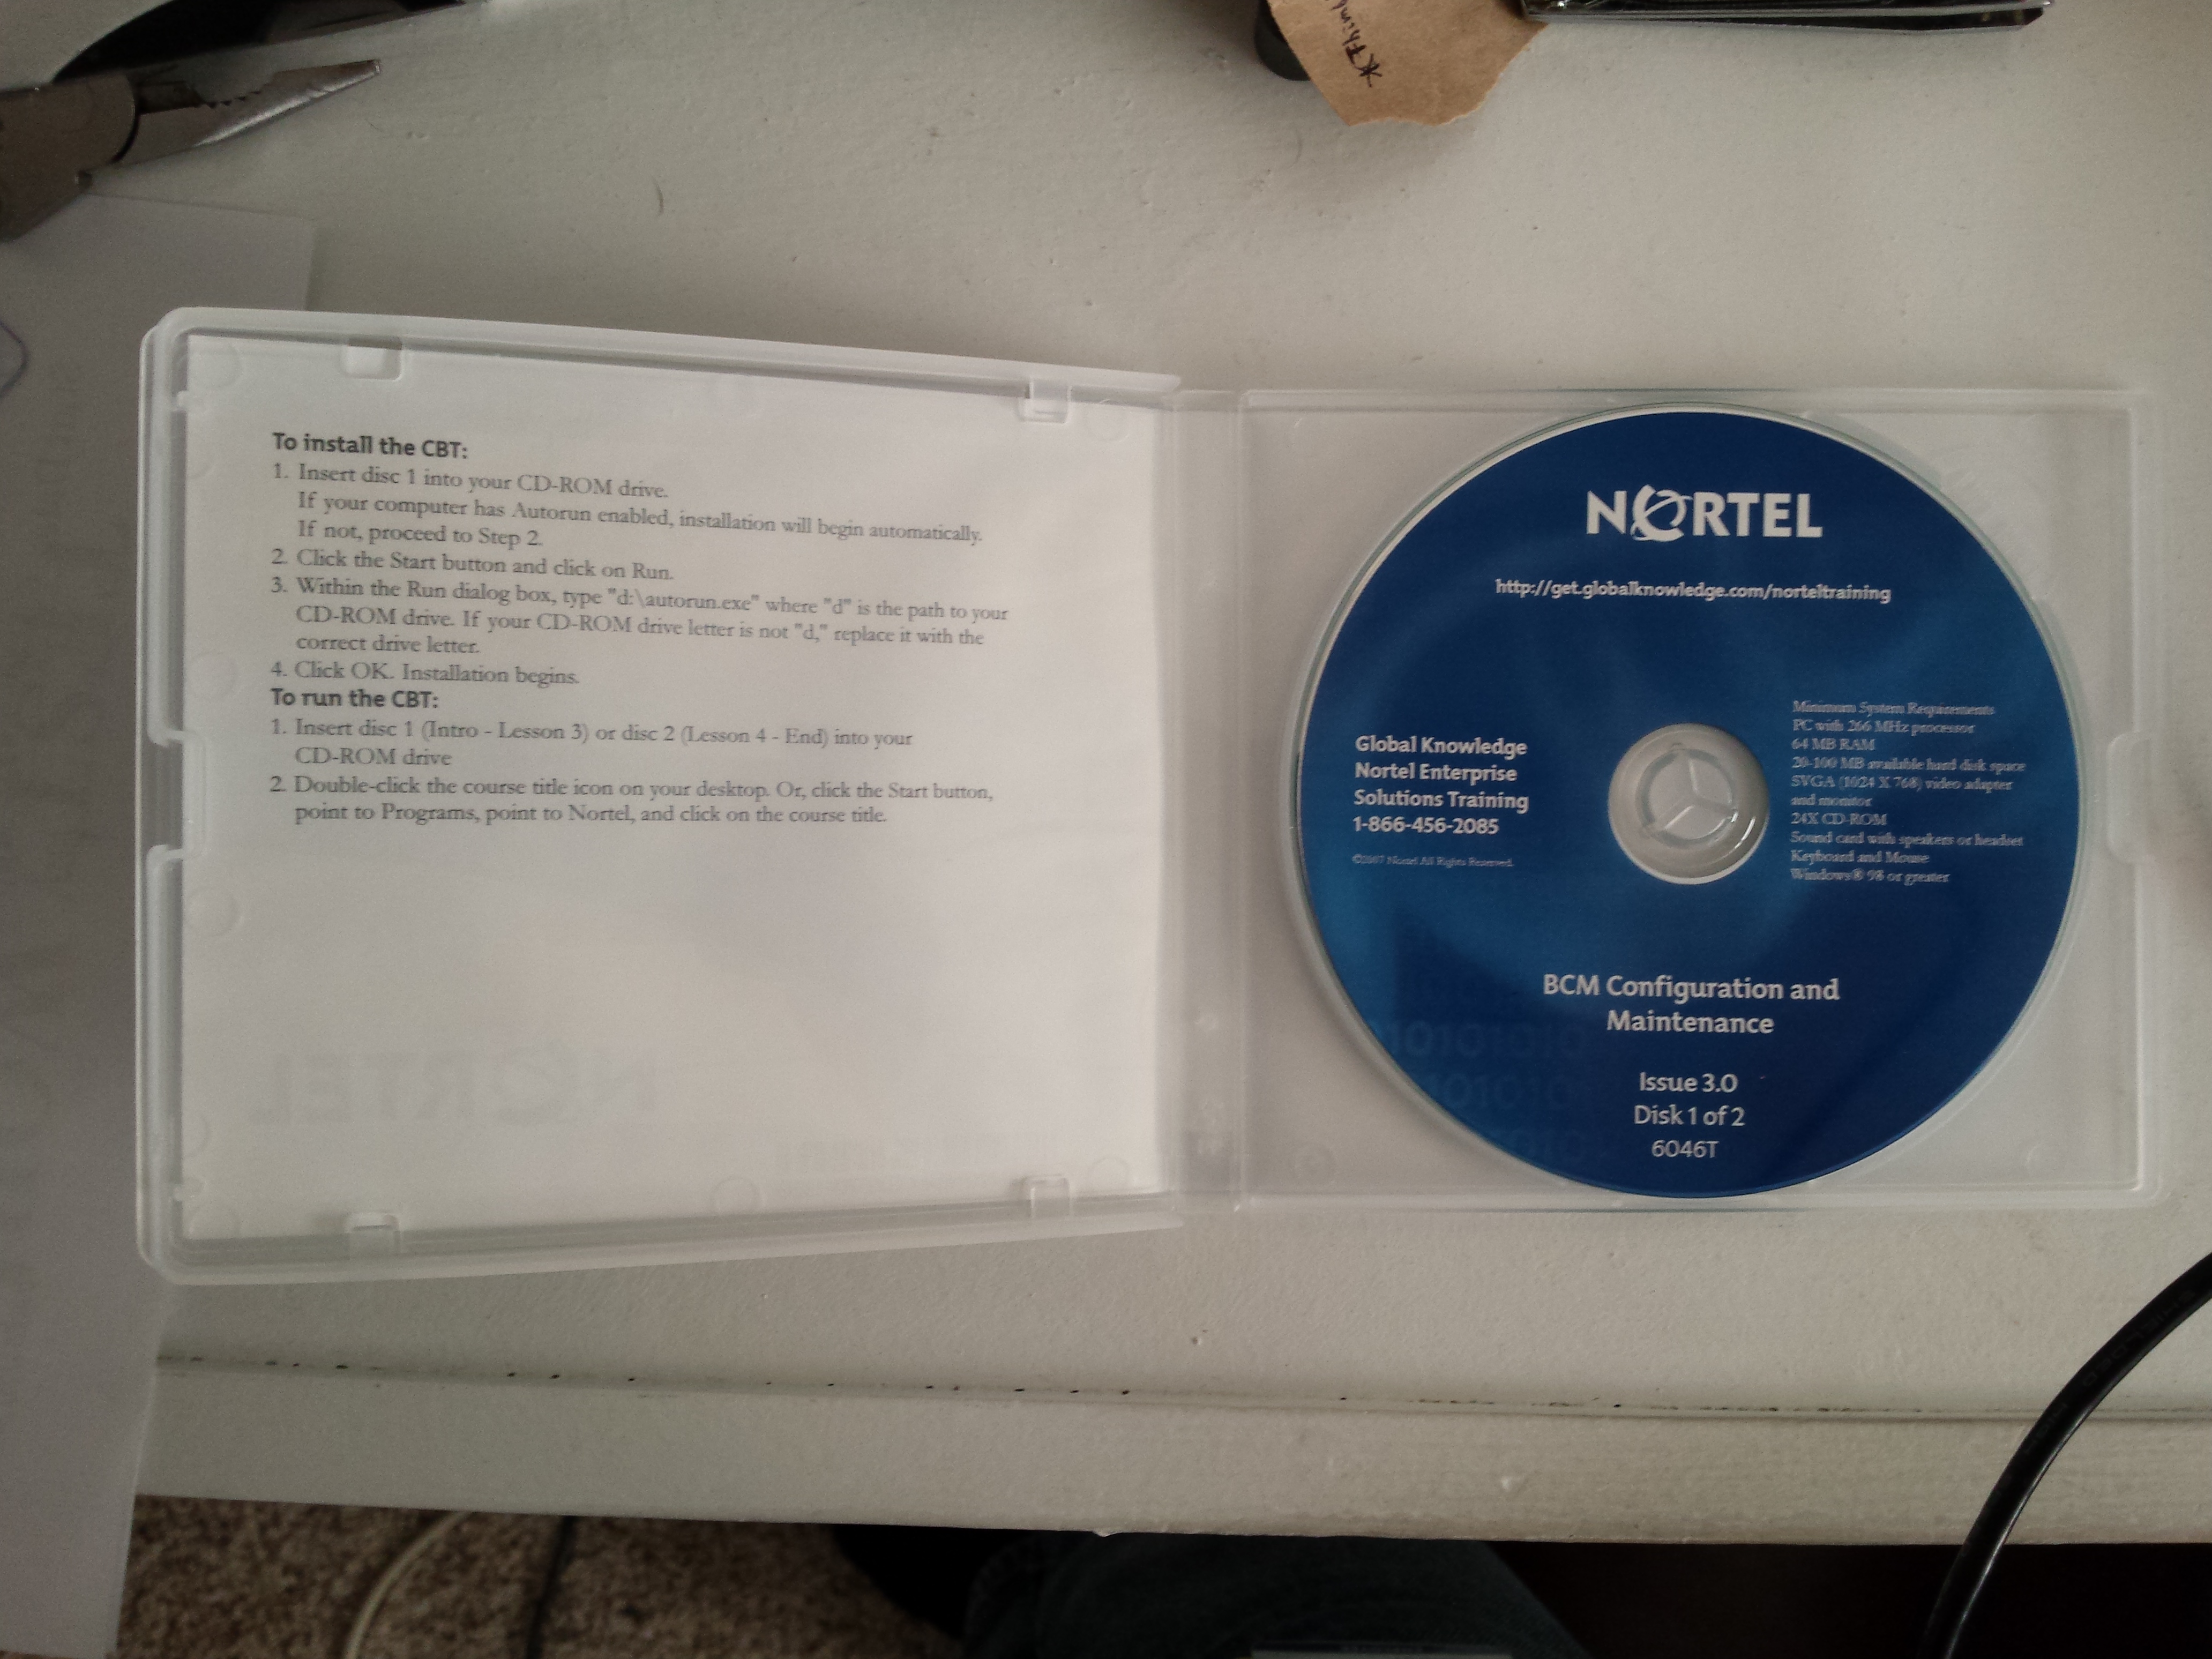 To install the CBT:
1. Insert disc 1 into your CD-ROM drive.
If your computer has Autorun enabled, installation will begin automatically.
If not, proceed to Step 2.
2. Click the Start button and click on Run.
3. Within the Run dialog box, type "d:\autorun.exe" where "d" is the path to your
CD-ROM drive. If your CD-ROM drive letter is not "d," replace it with the
correct drive letter.
4. Click OK. Installation begins.
To run the CBT:
1. Insert disc 1 (Intro - Lesson 3) or disc 2 (Lesson 4 - End) into your
CD-ROM drive
2. Double-click the course title icon on your desktop. Or, click the Start button,
point to Programs, point to Nortel, and click on the course title.
NORTEL
http://get.globalknowledge.com/norteltraining
Global Knowledge
Nortel Enterprise
Solutions Training
1-866-456-2085
©2007 Nortel All Rights Reserved.
Minimum System Requirements
PC with 266 MHz processor
64 MB RAM
20-100 MB available hard disk space
SVGA (1024 X 768) video adapter
and monitor
24X CD-ROM
Sound card with speakers or headset
Keyboard and Mouse
Windows® 98 or greater
BCM Configuration and
Maintenance
Issue 3.0
Disk 1 of 2
6046T